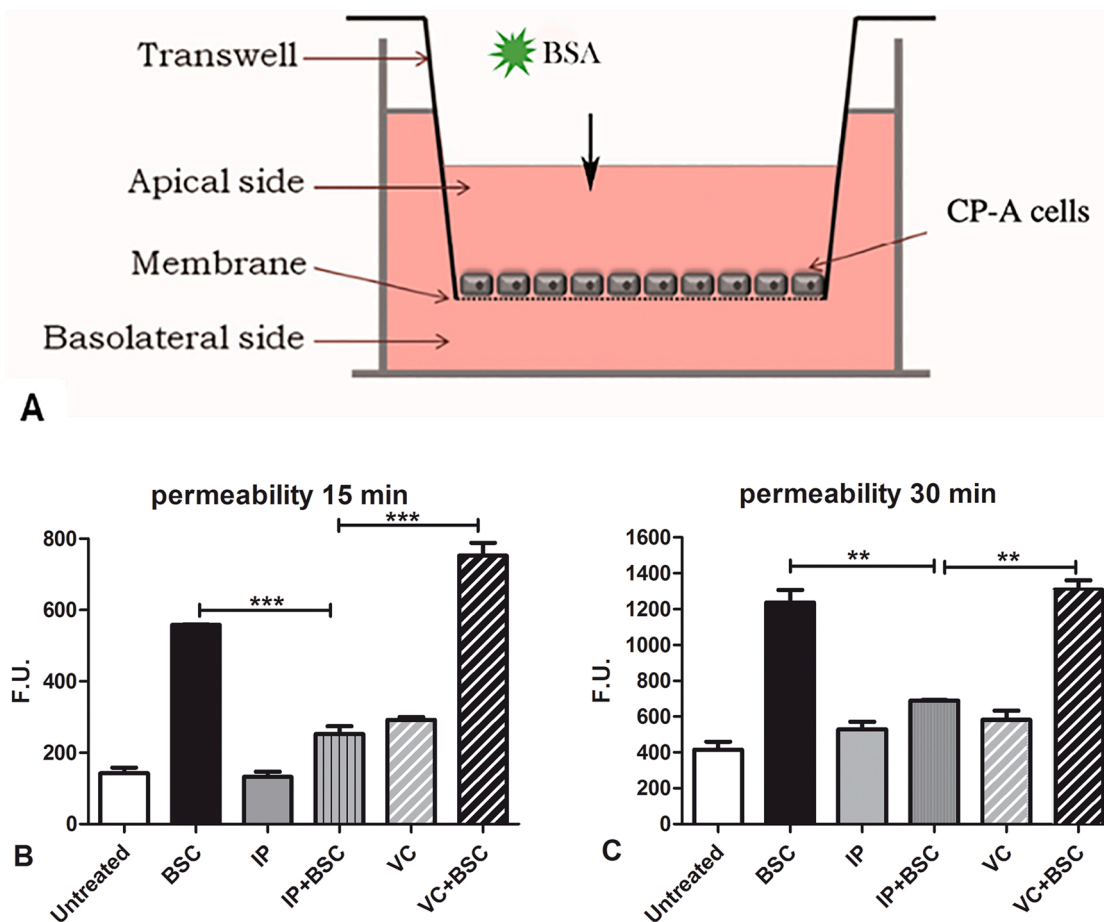 Transwell
BSA
Apical side
CP-A cells
Membrane
Basolateral side
A
permeability 15 min
***
***
800
600
400
200
0
F.U.
Untreated
BSC
IP
IP+BSC
VC
VC+BSC
B
permeability 30 min
**
**
1600
1400
1200
1000
800
600
400
200
0
F.U.
Untreated
BSC
IP
IP+BSC
VC
VC+BSC
C